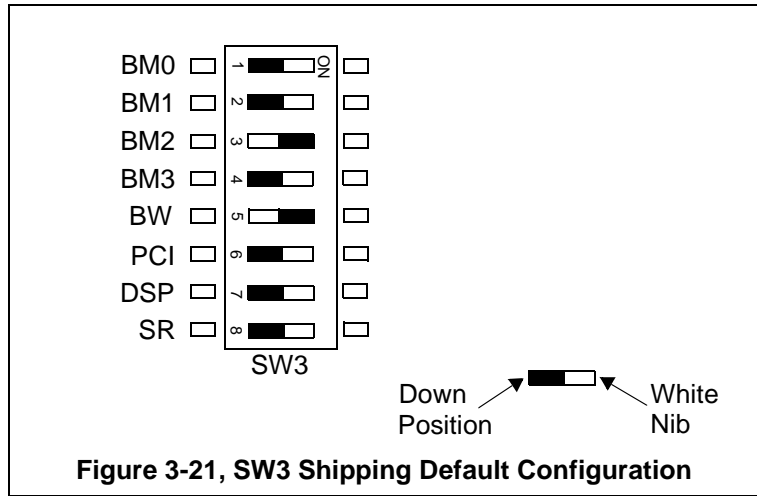 BM0 1 ON
BM1 2
BM2 3
BM3 4
BW 5
PCI 6
DSP 7
SR 8
SW3
Down Position
White Nib
Figure 3-21, SW3 Shipping Default Configuration